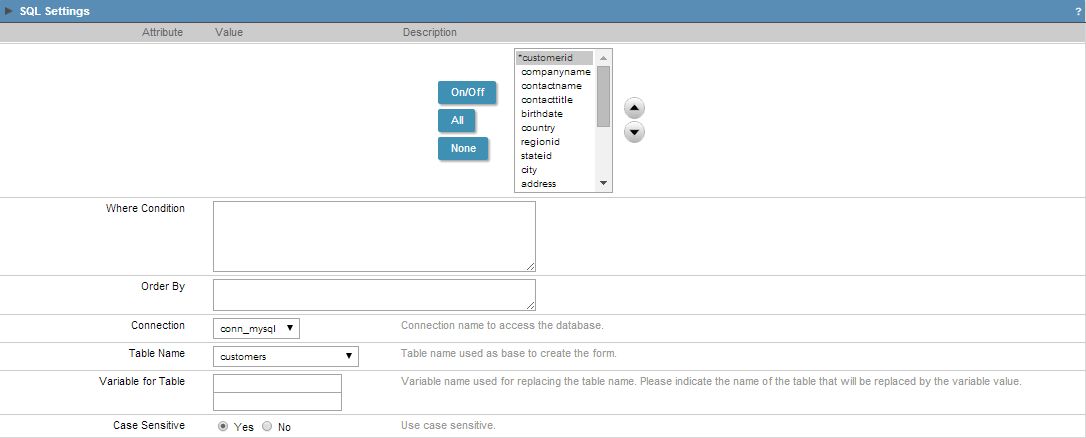 SQL Settings ?
Attribute Value Description
*customerid
companyname
contactname
contacttitle
birthdate
country
regionid
stateid
city
address
On/Off
All
None
Where Condition
Order By
Connection conn_mysql Connection name to access the database.
Table Name customers Table name used as base to create the form.
Variable for Table Variable name used for replacing the table name. Please indicate the name of the table that will be replaced by the variable value.
Case Sensitive Yes No Use case sensitive.